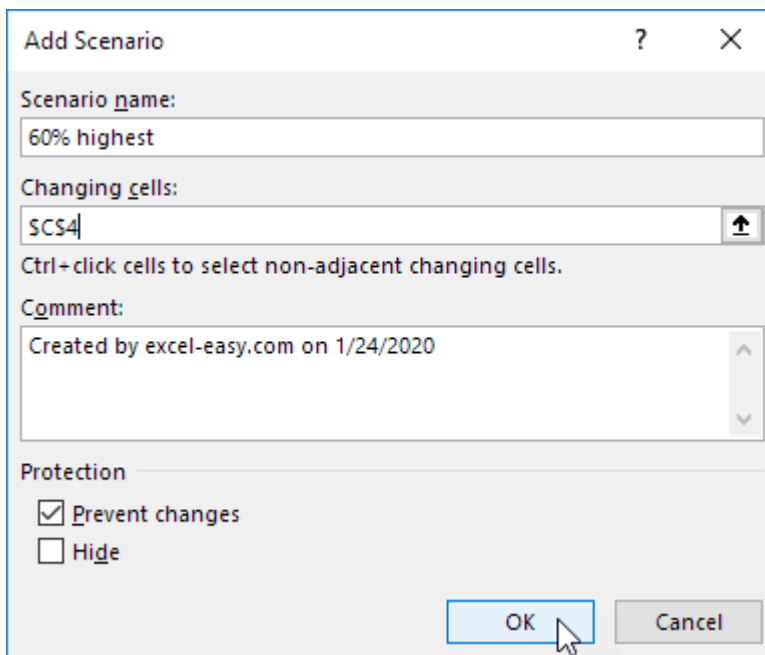 Add Scenario ?
Scenario name:
60% highest
Changing cells:
$C$4
Ctrl+click cells to select non-adjacent changing cells.
Comment:
Created by excel-easy.com on 1/24/2020
Protection
Prevent changes
Hide
OK Cancel